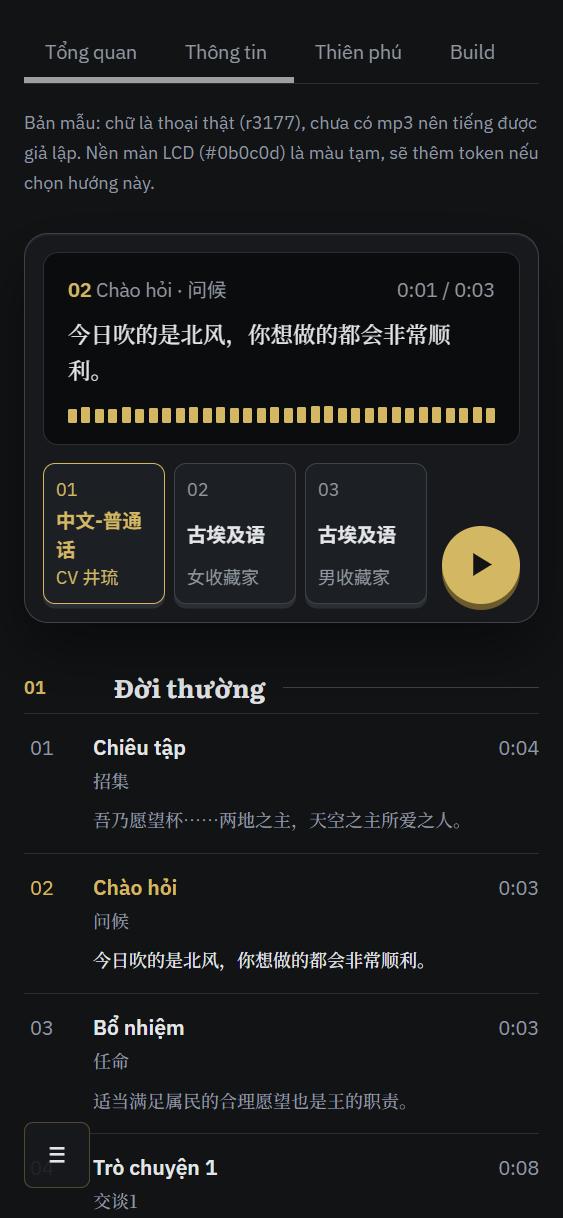 Tổng quan
Thông tin
Thiên phú
Build
Bản mẫu: chữ là thoại thật (r3177), chưa có mp3 nên tiếng được
giả lập. Nền màn LCD (#0b0c0d) là màu tạm, sẽ thêm token nếu
chọn hướng này.
02 Chào hỏi · 问候
0:01 / 0:03
今日吹的是北风，你想做的都会非常顺
利。
01
中文-普通
话
CV 井琉
02
古埃及语
女收藏家
03
古埃及语
男收藏家
01 Đời thường
01 Chiêu tập 0:04
招集
吾乃愿望杯……两地之主，天空之主所爱之人。
02 Chào hỏi 0:03
问候
今日吹的是北风，你想做的都会非常顺利。
03 Bổ nhiệm 0:03
任命
适当满足属民的合理愿望也是王的职责。
04 Trò chuyện 1 0:08
交谈1